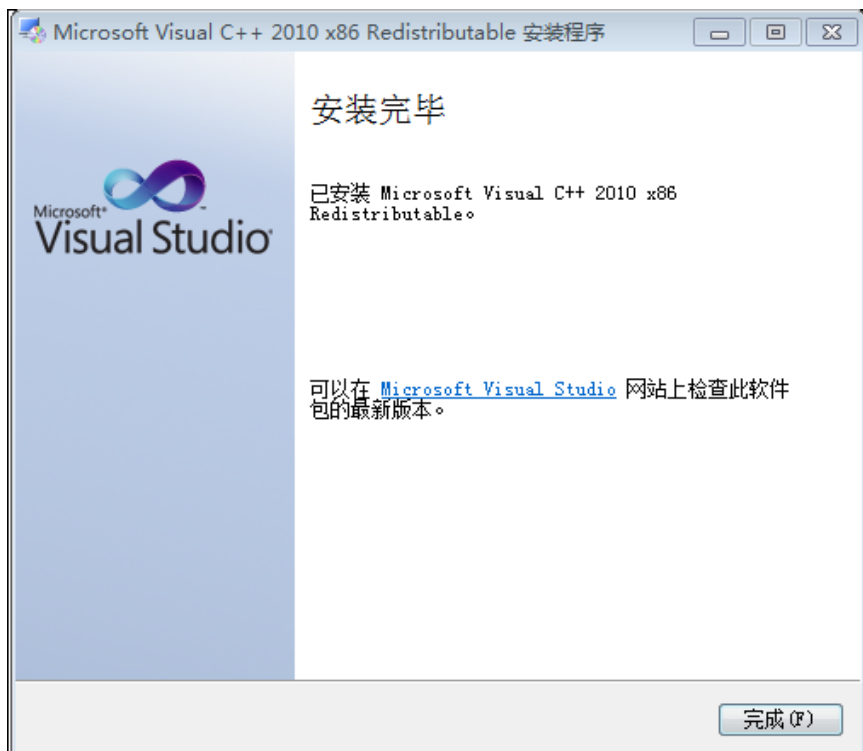 Microsoft Visual C++ 2010 x86 Redistributable 安装程序
Microsoft®
Visual Studio®
安装完毕
已安装 Microsoft Visual C++ 2010 x86
Redistributable。
可以在 Microsoft Visual Studio 网站上检查此软件
包的最新版本。
完成(F)